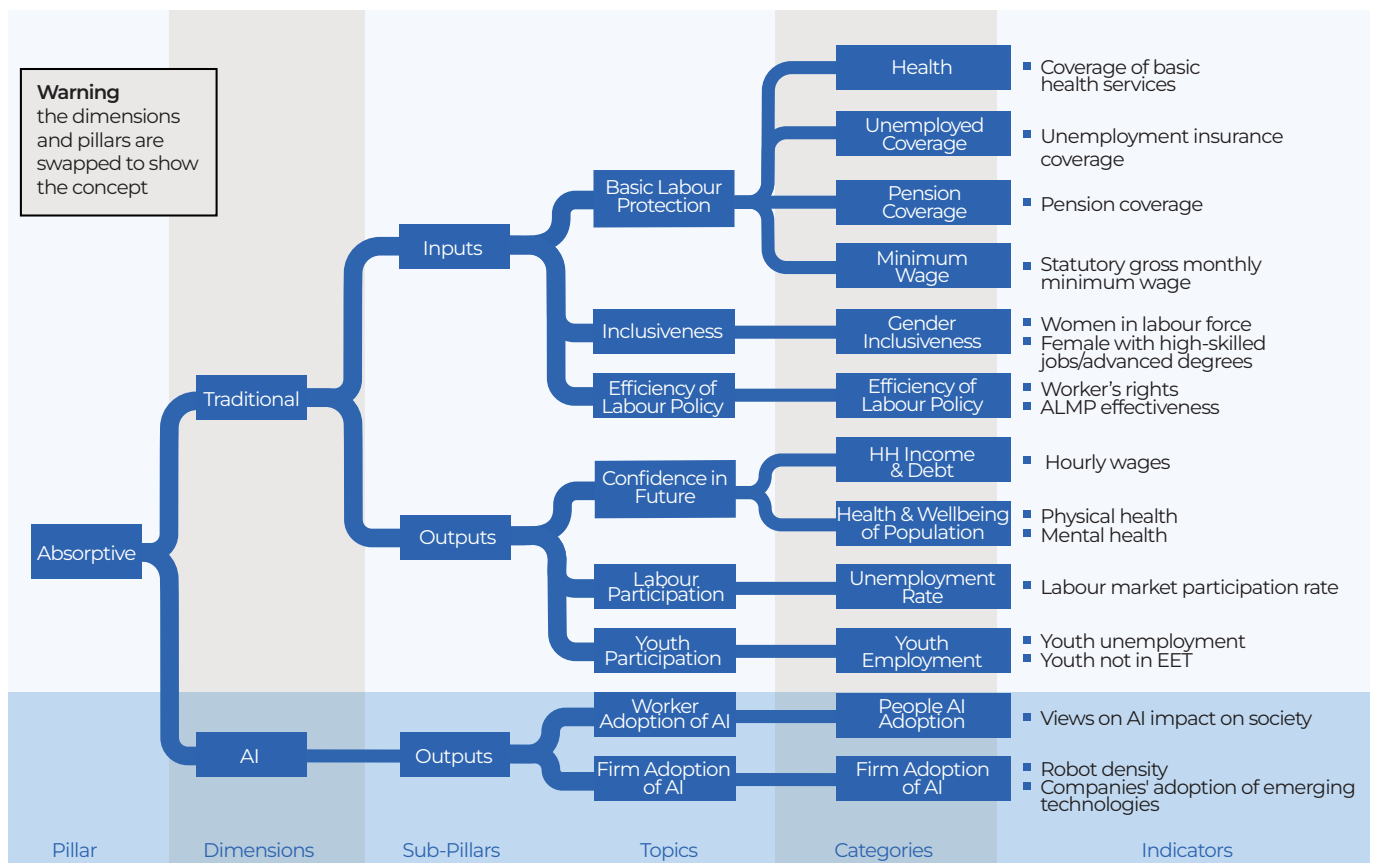 Warning
the dimensions
and pillars are
swapped to show
the concept
Absorptive
Traditional
AI
Inputs
Outputs
Outputs
Basic Labour
Protection
Inclusiveness
Efficiency of
Labour Policy
Confidence in
Future
Labour
Participation
Youth
Participation
Worker
Adoption of AI
Firm Adoption
of AI
Health
Unemployed
Coverage
Pension
Coverage
Minimum
Wage
Gender
Inclusiveness
Efficiency of
Labour Policy
HH Income
& Debt
Health & Wellbeing
of Population
Unemployment
Rate
Youth
Employment
People AI
Adoption
Firm Adoption
of AI
▪ Coverage of basic
health services
▪ Unemployment insurance
coverage
▪ Pension coverage
▪ Statutory gross monthly
minimum wage
▪ Women in labour force
▪ Female with high-skilled
jobs/advanced degrees
▪ Worker’s rights
▪ ALMP effectiveness
▪ Hourly wages
▪ Physical health
▪ Mental health
▪ Labour market participation rate
▪ Youth unemployment
▪ Youth not in EET
▪ Views on AI impact on society
▪ Robot density
▪ Companies' adoption of emerging
technologies
Pillar
Dimensions
Sub-Pillars
Topics
Categories
Indicators